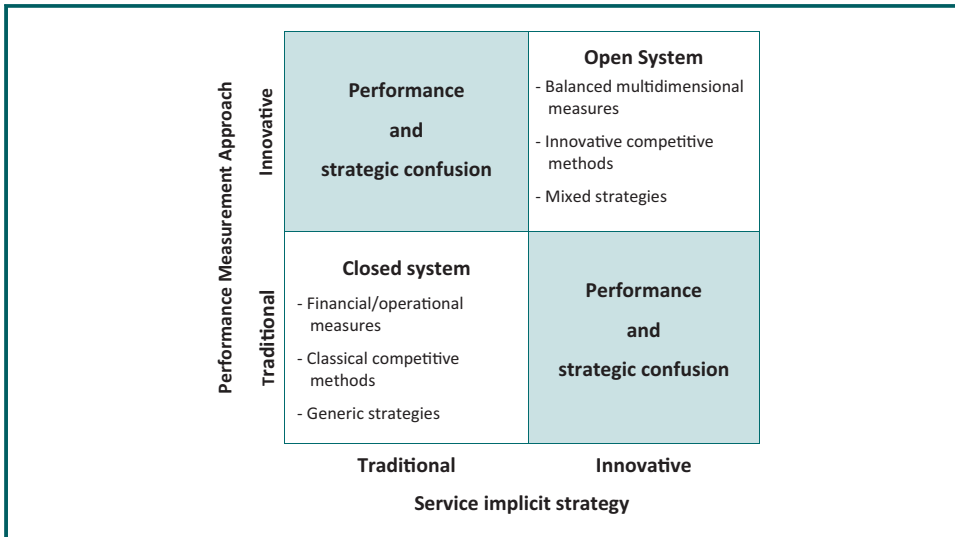 Performance Measurement Approach
Innovative
Traditional
Performance
and
strategic confusion
Open System
- Balanced multidimensional
measures
- Innovative competitive
methods
- Mixed strategies
Closed system
- Financial/operational
measures
- Classical competitive
methods
- Generic strategies
Performance
and
strategic confusion
Traditional
Innovative
Service implicit strategy